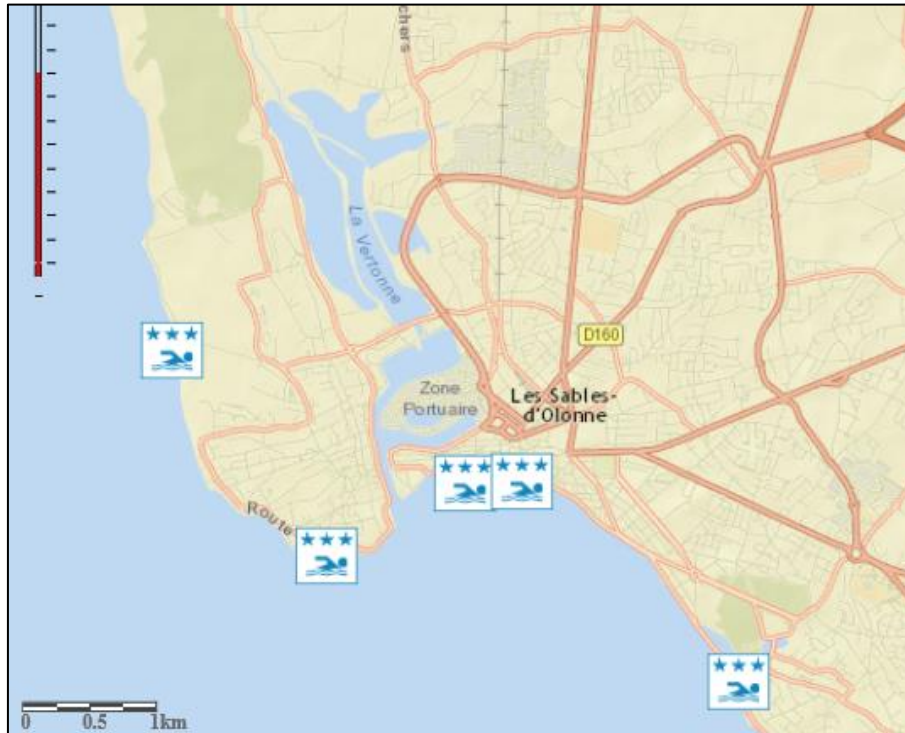 chers
La Vertonne
D160
Zone
Portuaire
Les Sables-
d'Olonne
Route
0 0.5 1km